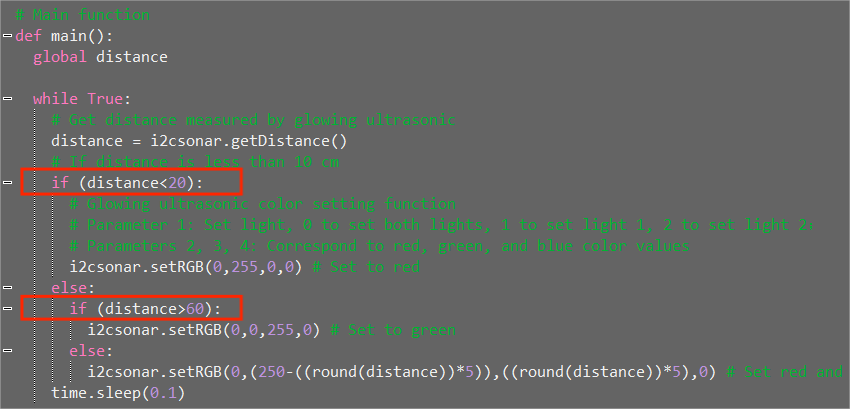 # Main function
def main():
  global distance
  while True:
    # Get distance measured by glowing ultrasonic
    distance = i2csonar.getDistance()
    # If distance is less than 10 cm
    if (distance<20):
      # Glowing ultrasonic color setting function
      # Parameter 1: Set light, 0 to set both lights, 1 to set light 1, 2 to set light 2
      # Parameters 2, 3, 4: Correspond to red, green, and blue color values
      i2csonar.setRGB(0,255,0,0) # Set to red
    else:
      if (distance>60):
        i2csonar.setRGB(0,0,255,0) # Set to green
      else:
        i2csonar.setRGB(0,(250-((round(distance))*5)),((round(distance))*5),0) # Set red and
    time.sleep(0.1)